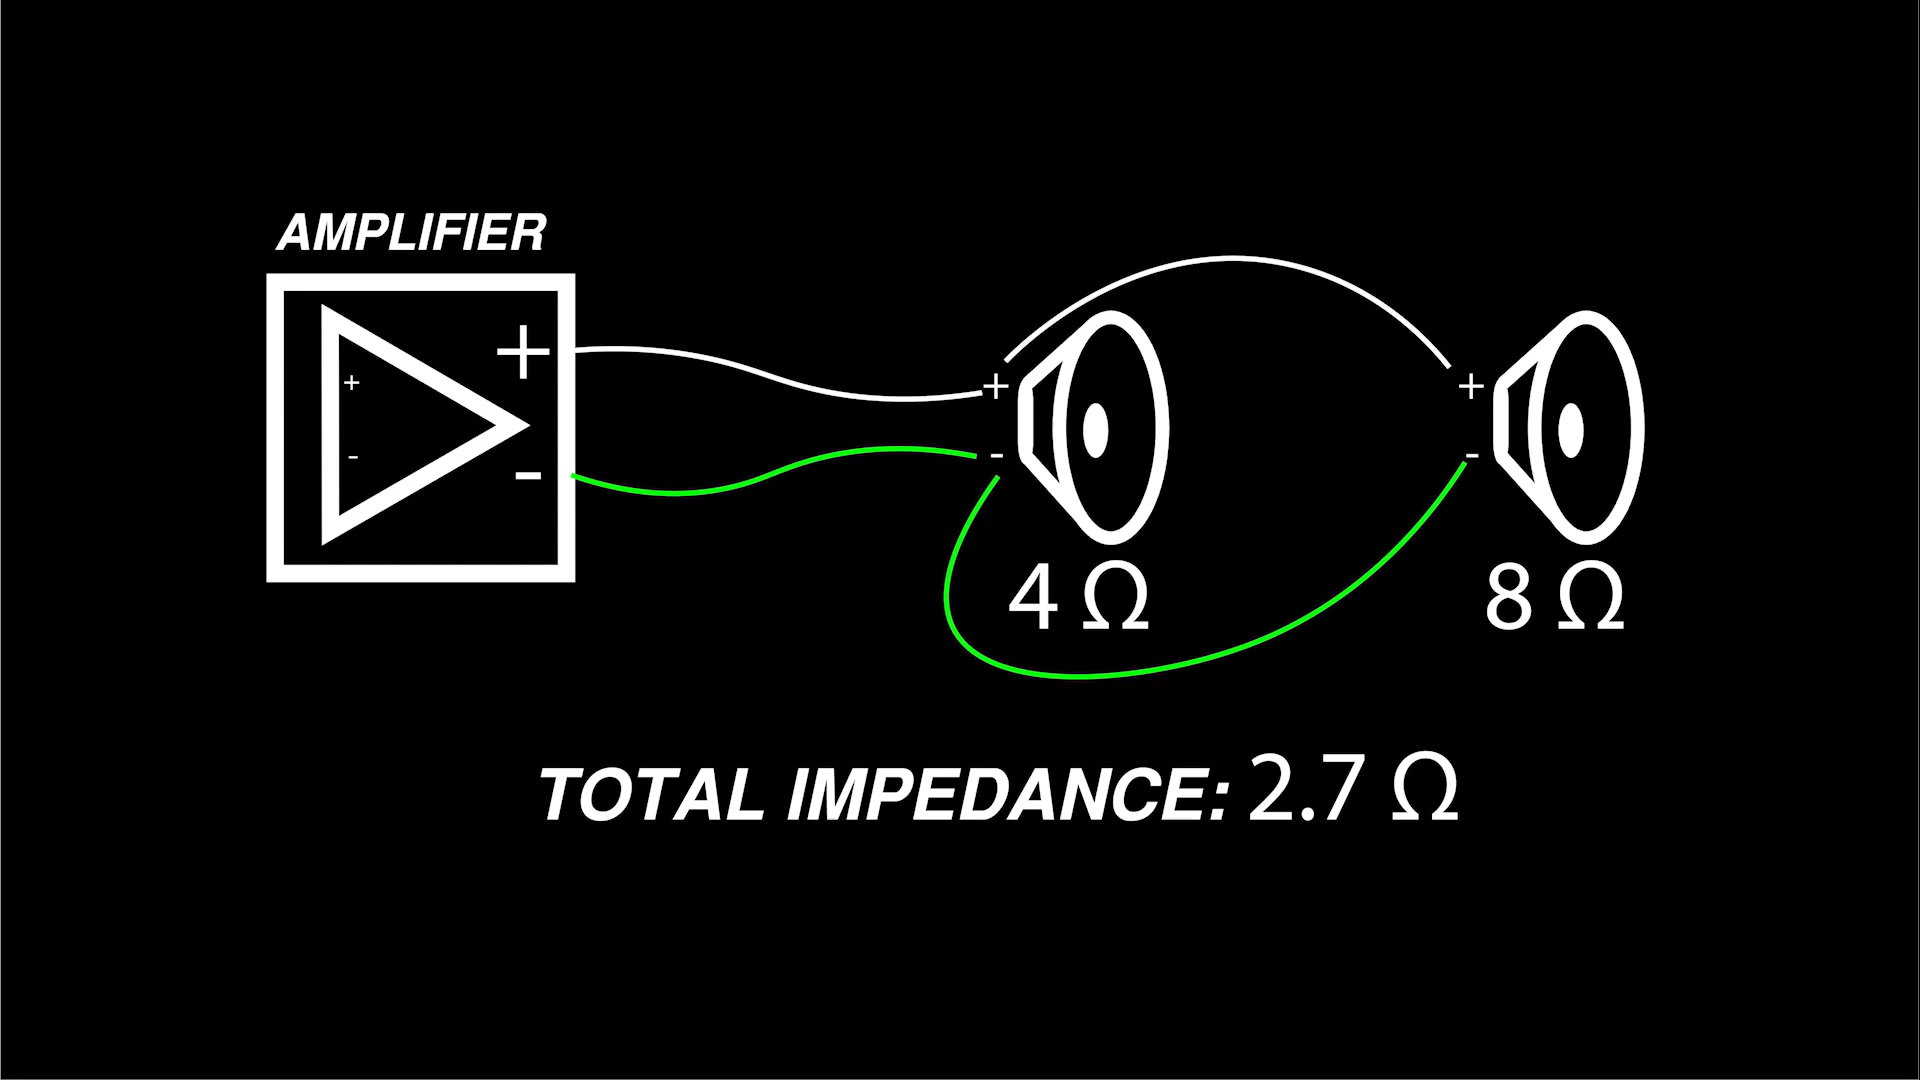 AMPLIFIER
+
+
-
-
+
-
+
-
4 Ω
8 Ω
TOTAL IMPEDANCE: 2.7 Ω